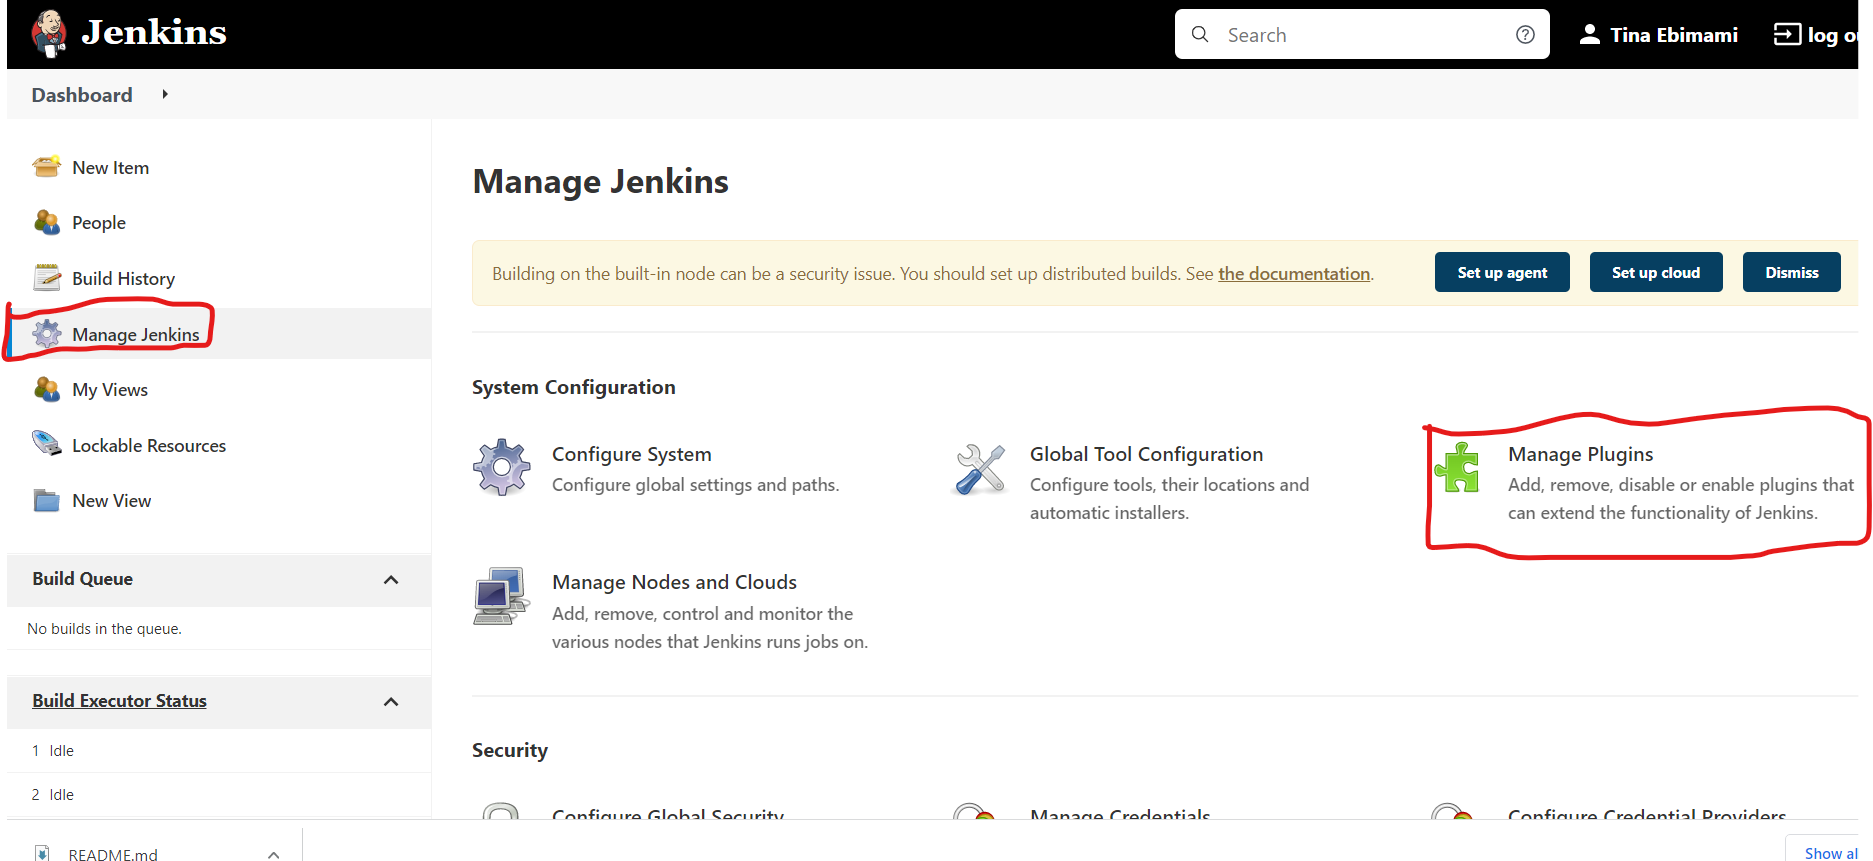 Jenkins
Search
Tina Ebimami
log
Dashboard
New Item
People
Build History
Manage Jenkins
My Views
Lockable Resources
New View
Build Queue
No builds in the queue.
Build Executor Status
1 Idle
2 Idle
Manage Jenkins
Building on the built-in node can be a security issue. You should set up distributed builds. See the documentation.
Set up agent
Set up cloud
Dismiss
System Configuration
Configure System
Configure global settings and paths.
Global Tool Configuration
Configure tools, their locations and
automatic installers.
Manage Plugins
Add, remove, disable or enable plugins that
can extend the functionality of Jenkins.
Manage Nodes and Clouds
Add, remove, control and monitor the
various nodes that Jenkins runs jobs on.
Security
Configure Global Security
Manage Credentials
Configure Credential Providers
README.md
Show al